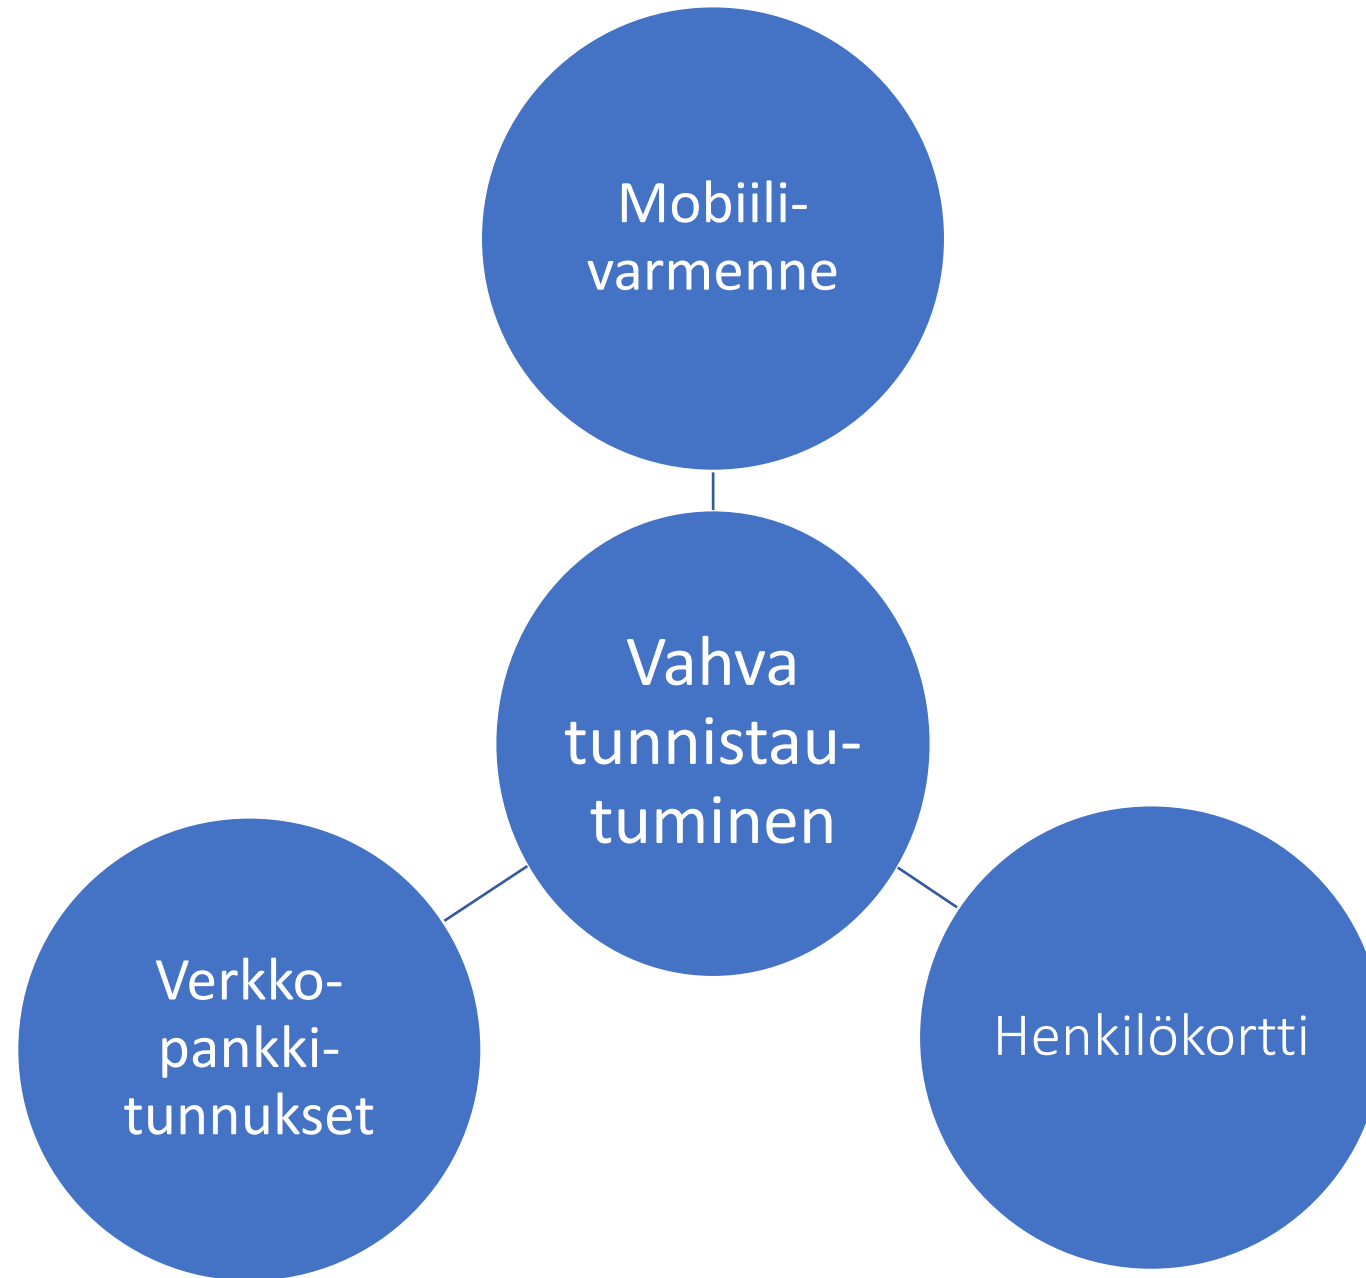 Mobiili-
varmenne
Vahva
tunnistau-
tuminen
Verkko-
pankki-
tunnukset
Henkilökortti